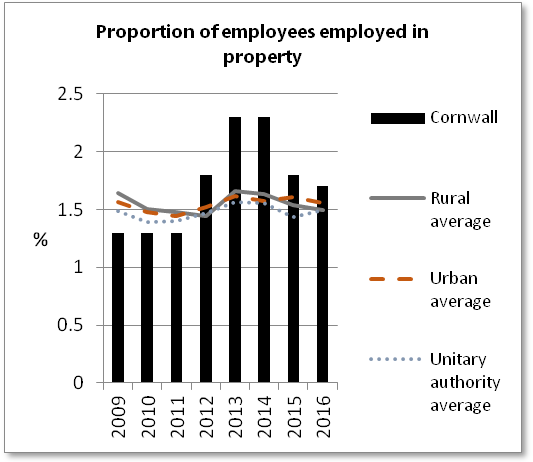 Proportion of employees employed in
property
2.5
2
1.5
1
0.5
0
%
2009
2010
2011
2012
2013
2014
2015
2016
Cornwall
Rural
average
Urban
average
Unitary
authority
average